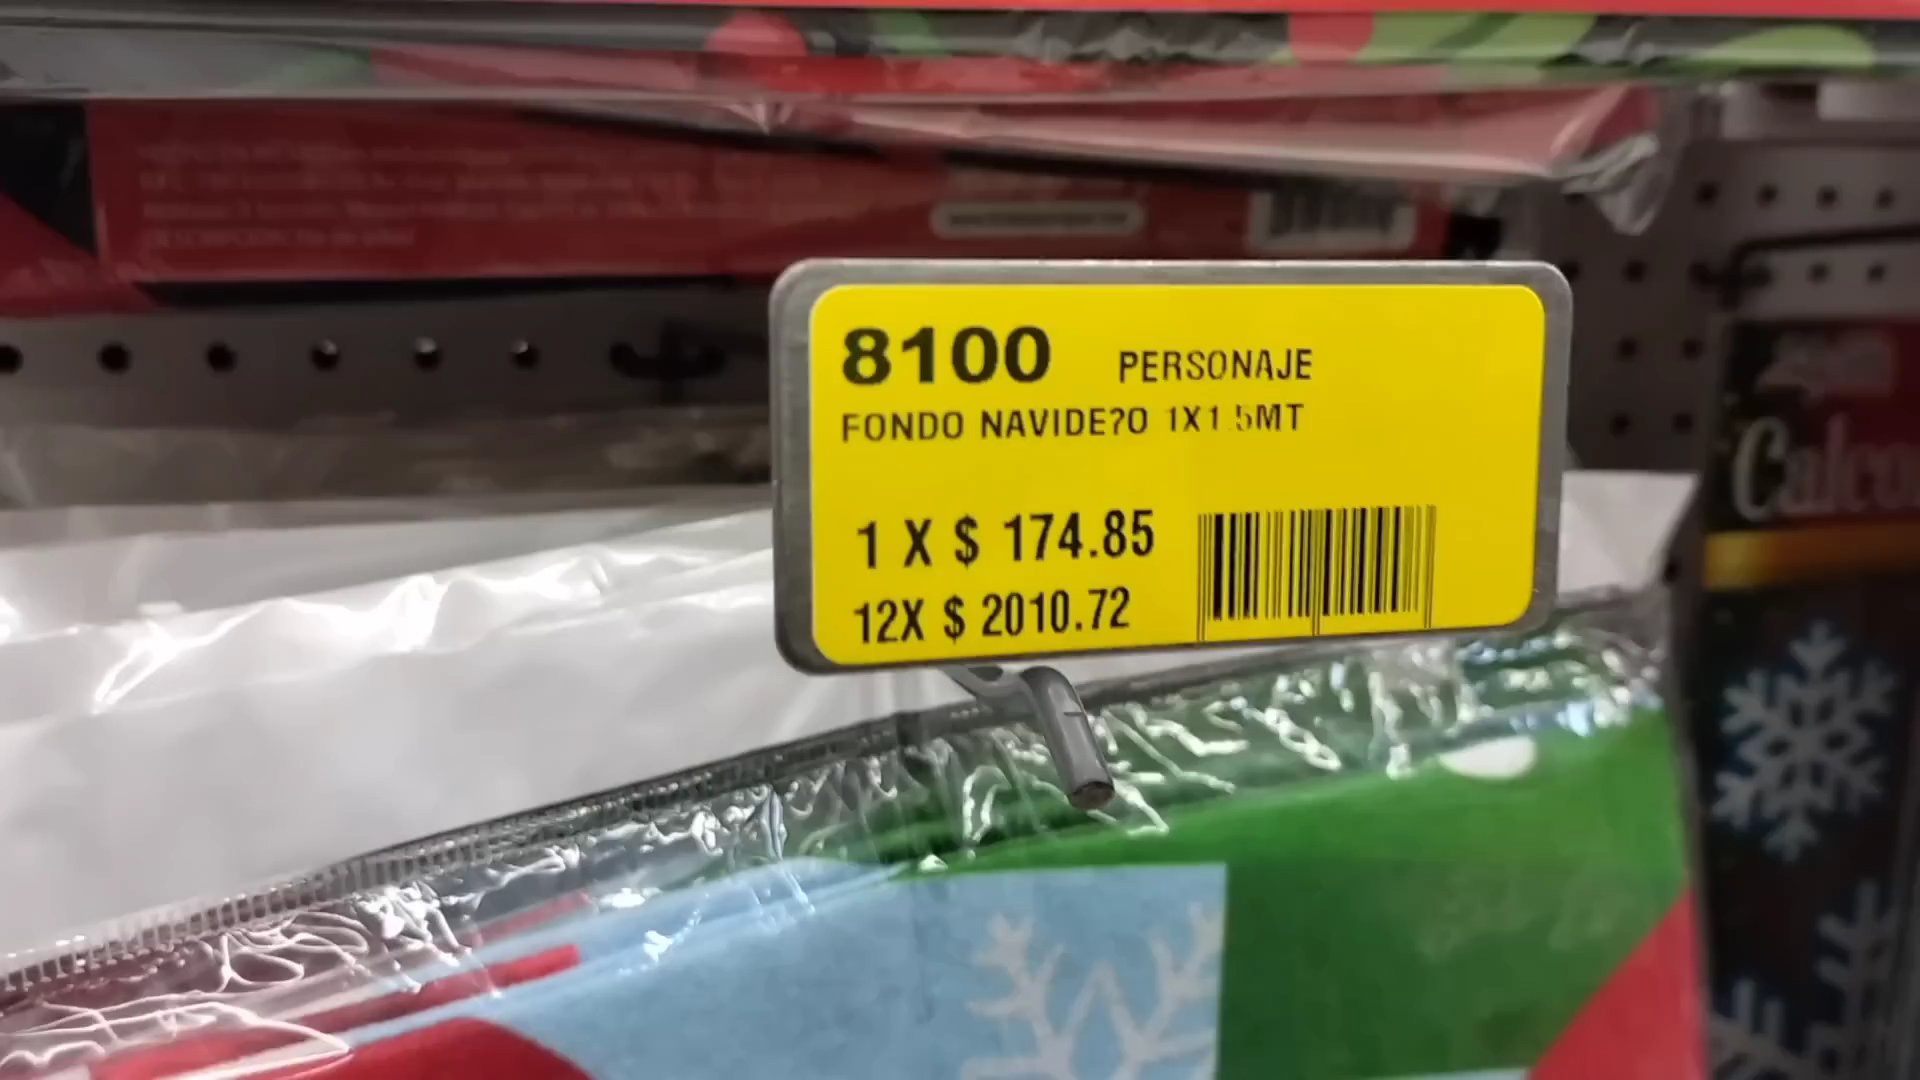 8100 PERSONAJE
FONDO NAVIDE?O 1X1.5MT
1 X $ 174.85
12X $ 2010.72